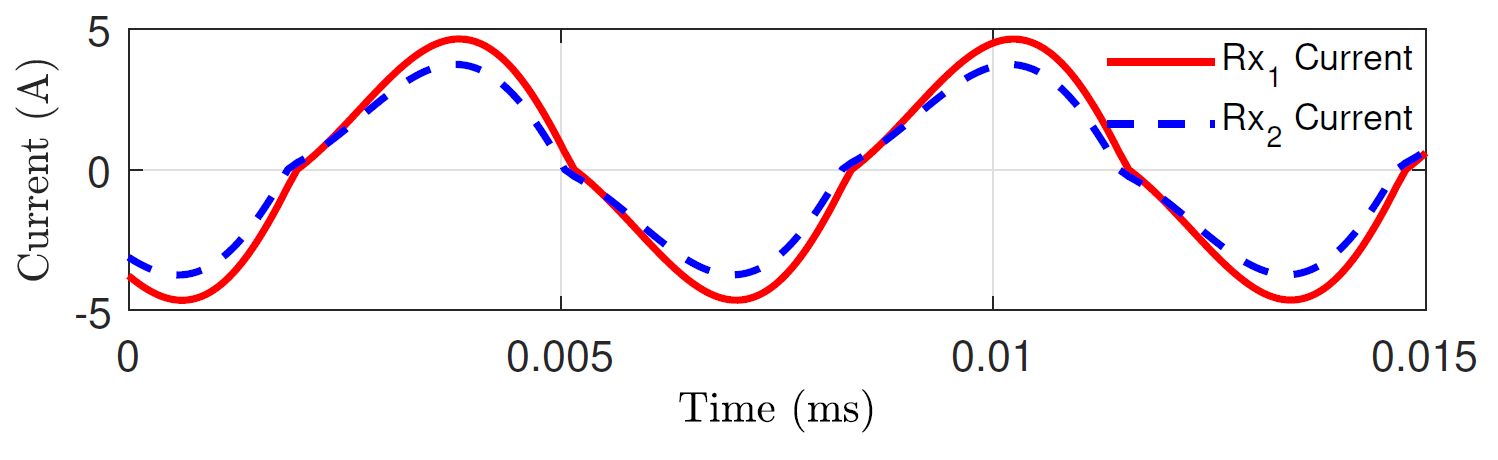 5
0
-5
Current (A)
Rx1 Current
Rx2 Current
0 0.005 0.01 0.015
Time (ms)